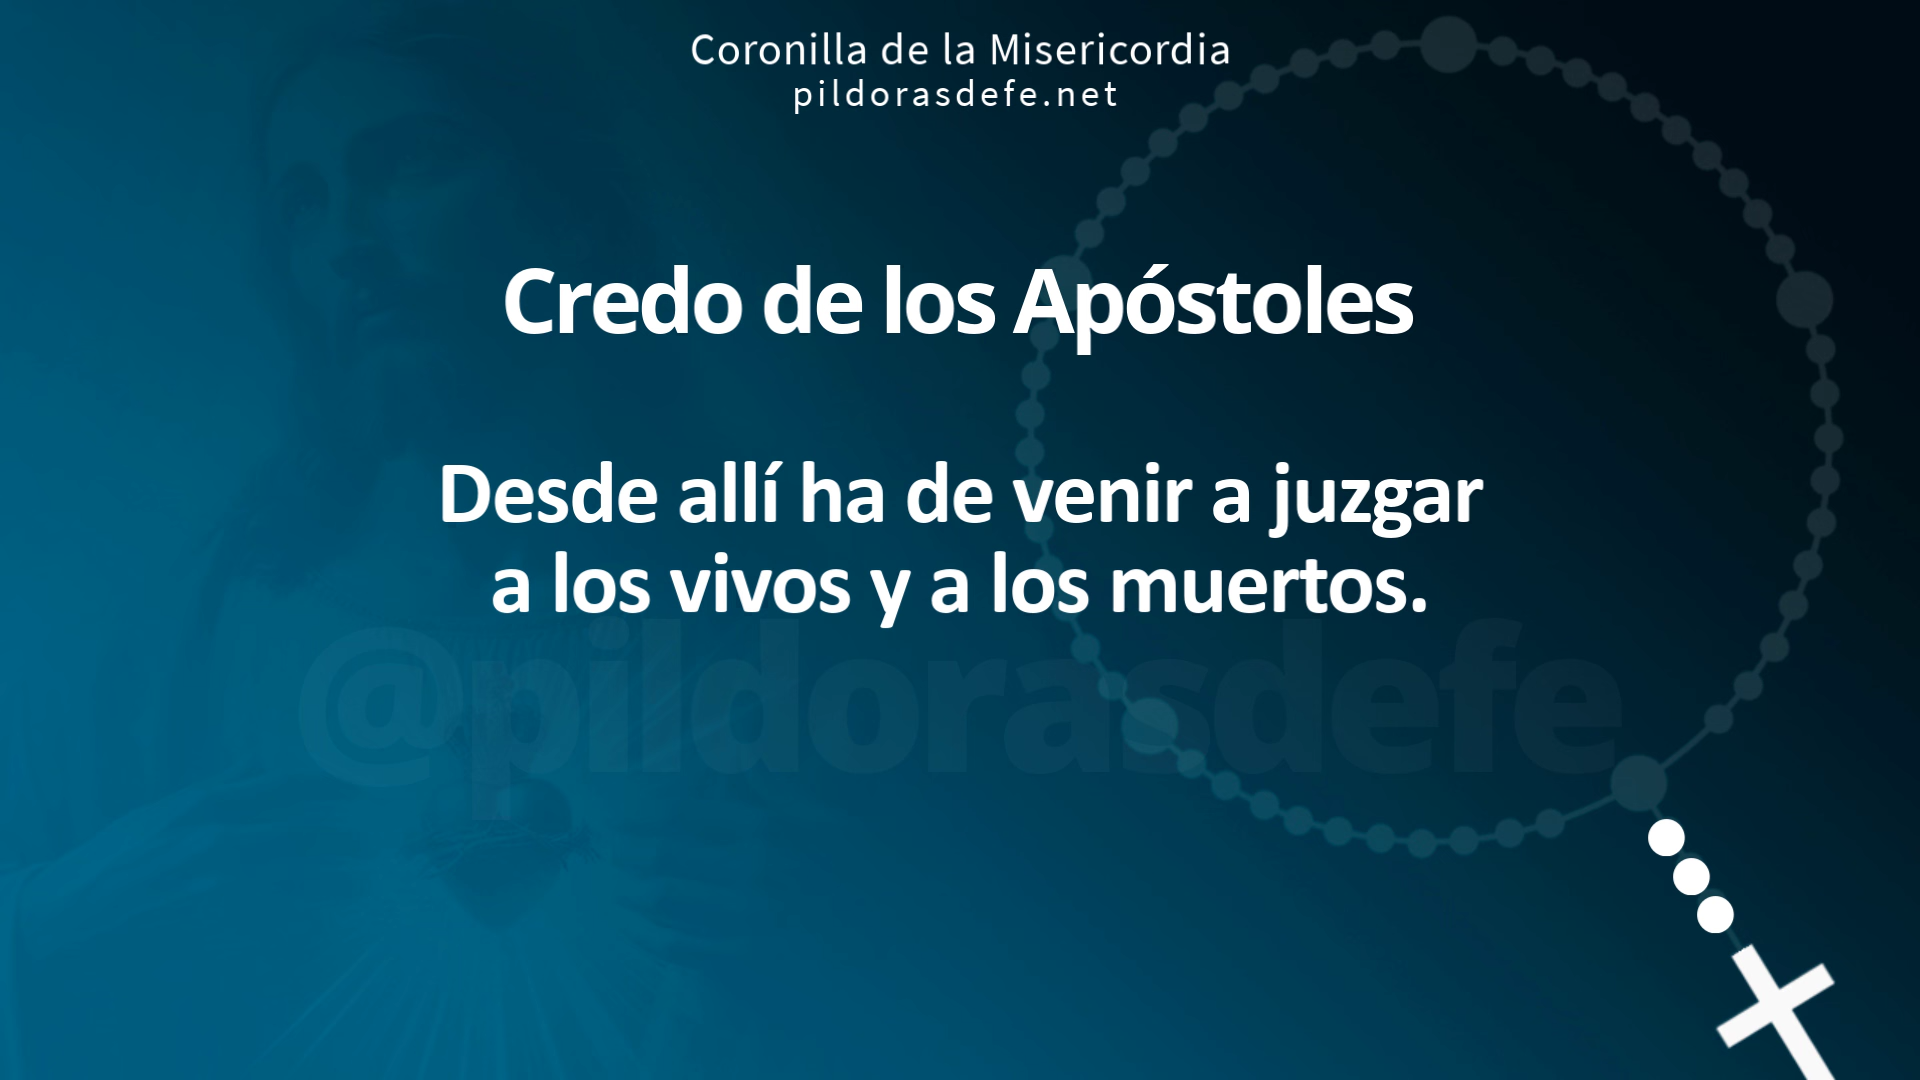 Coronilla de la Misericordia
pildorasdefe.net
Credo de los Apóstoles
Desde allí ha de venir a juzgar
a los vivos y a los muertos.
@pildorasdefe